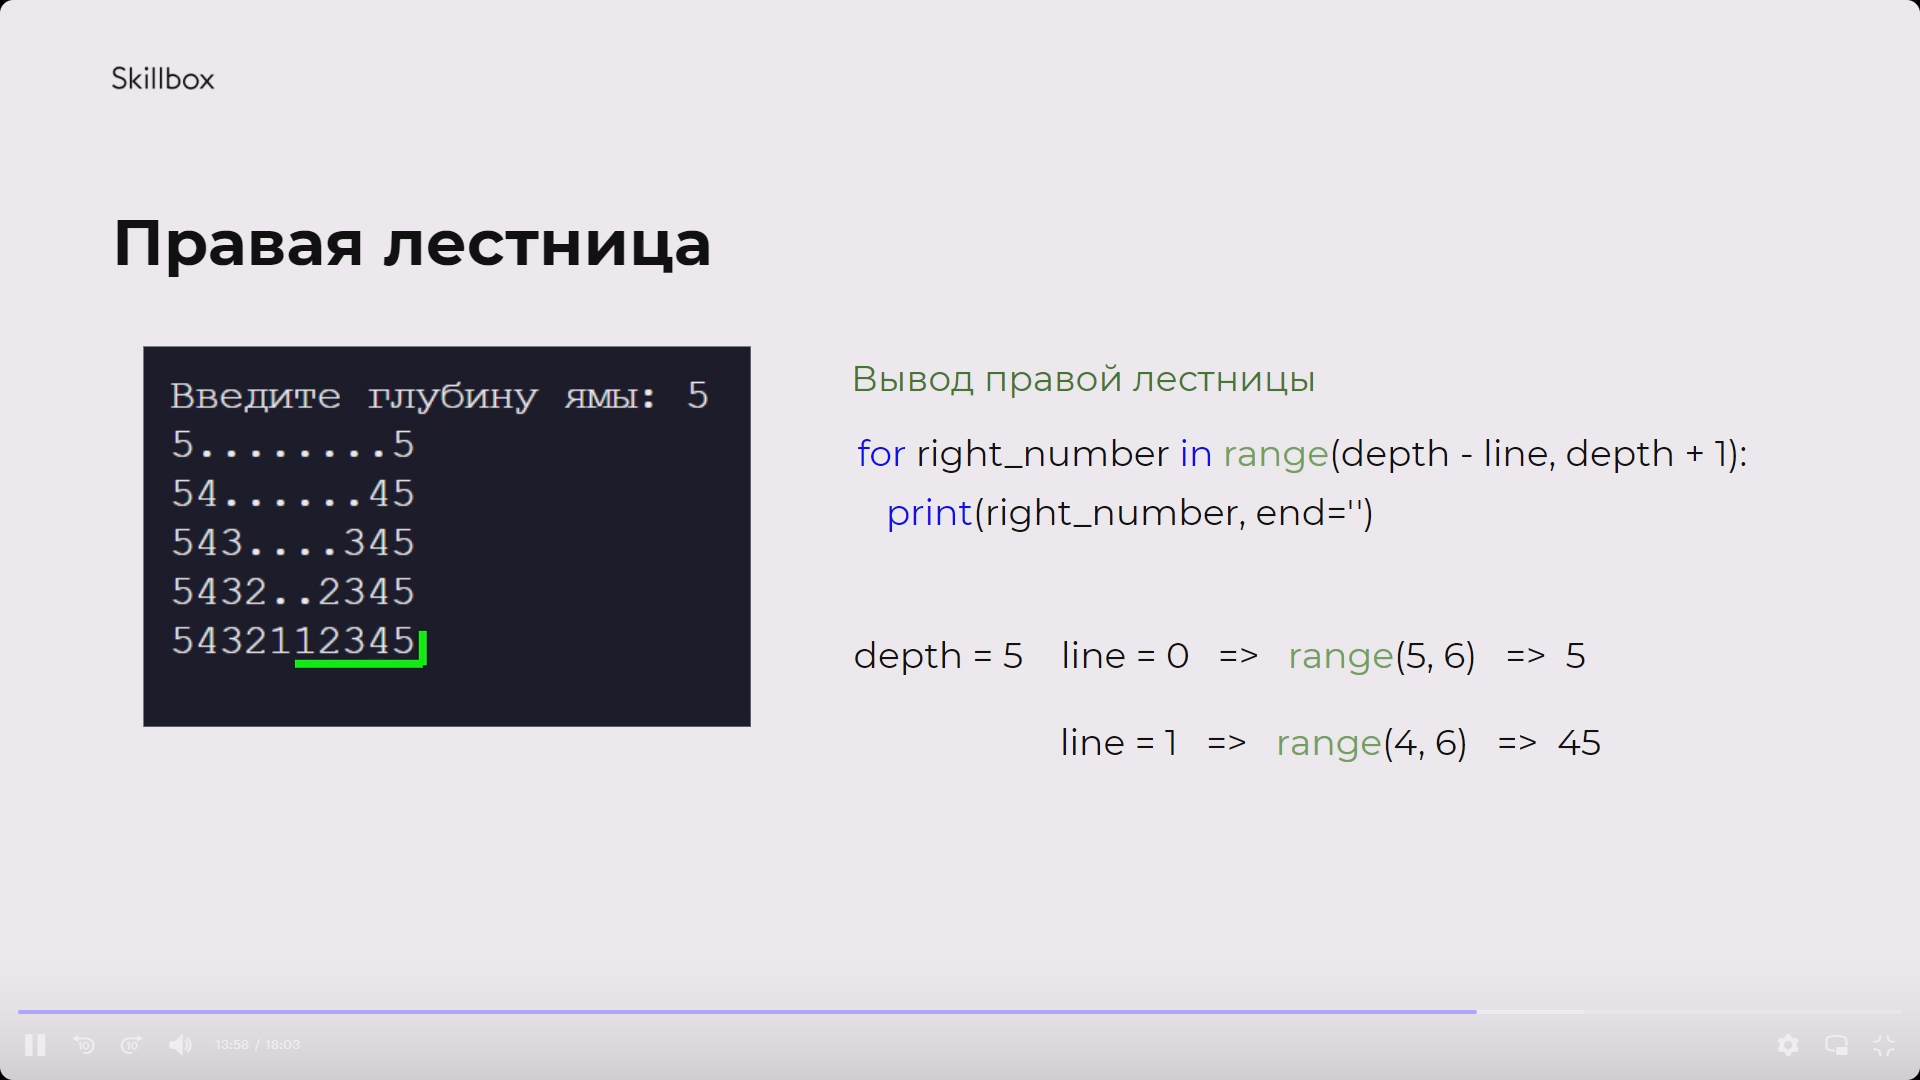 Skillbox
Правая лестница
Введите глубину ямы: 5
5........5
54......45
543....345
5432..2345
5432112345
Вывод правой лестницы
for right_number in range(depth - line, depth + 1):
print(right_number, end='')
depth = 5 line = 0 => range(5, 6) => 5
line = 1 => range(4, 6) => 45
10 10 13:58 / 18:03